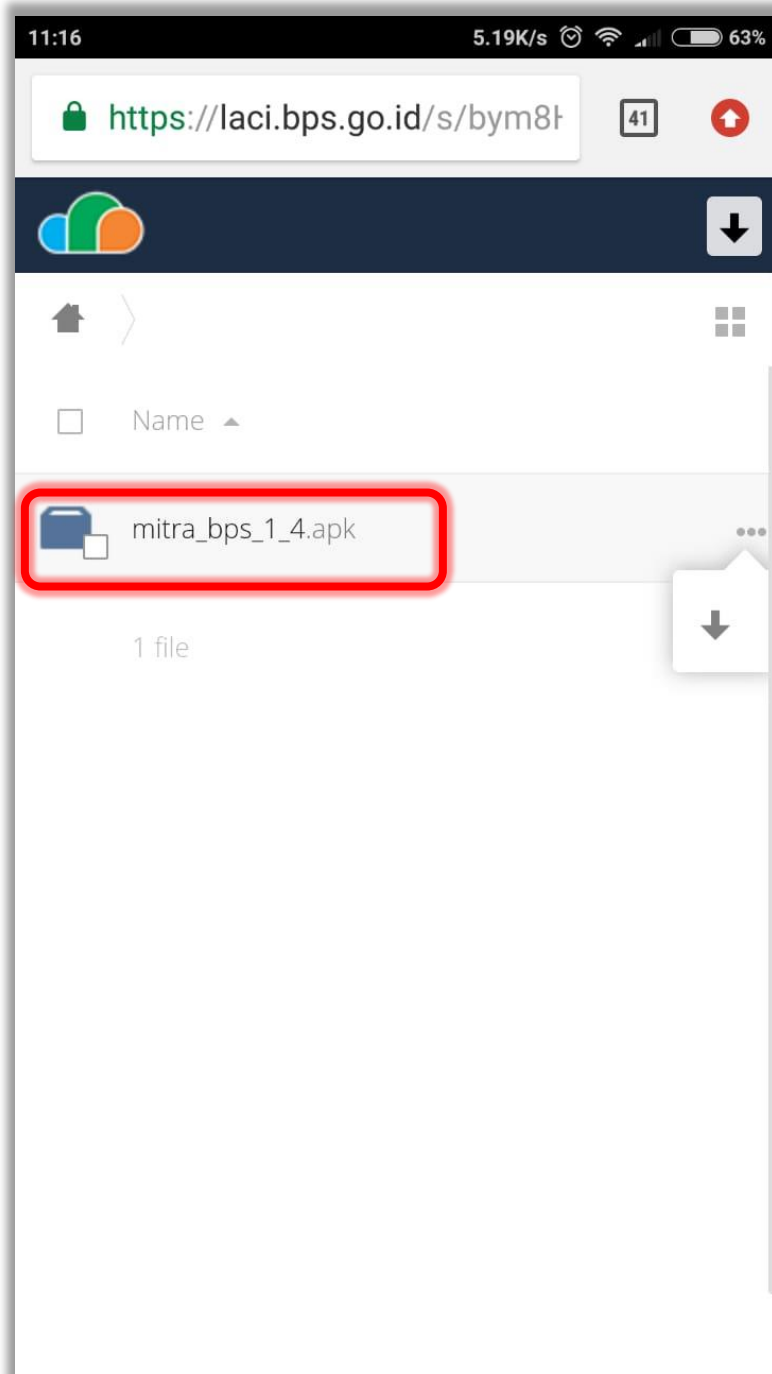 11:16 5.19K/s 63%
https://laci.bps.go.id/s/bym8
41
Name
mitra_bps_1_4.apk
1 file